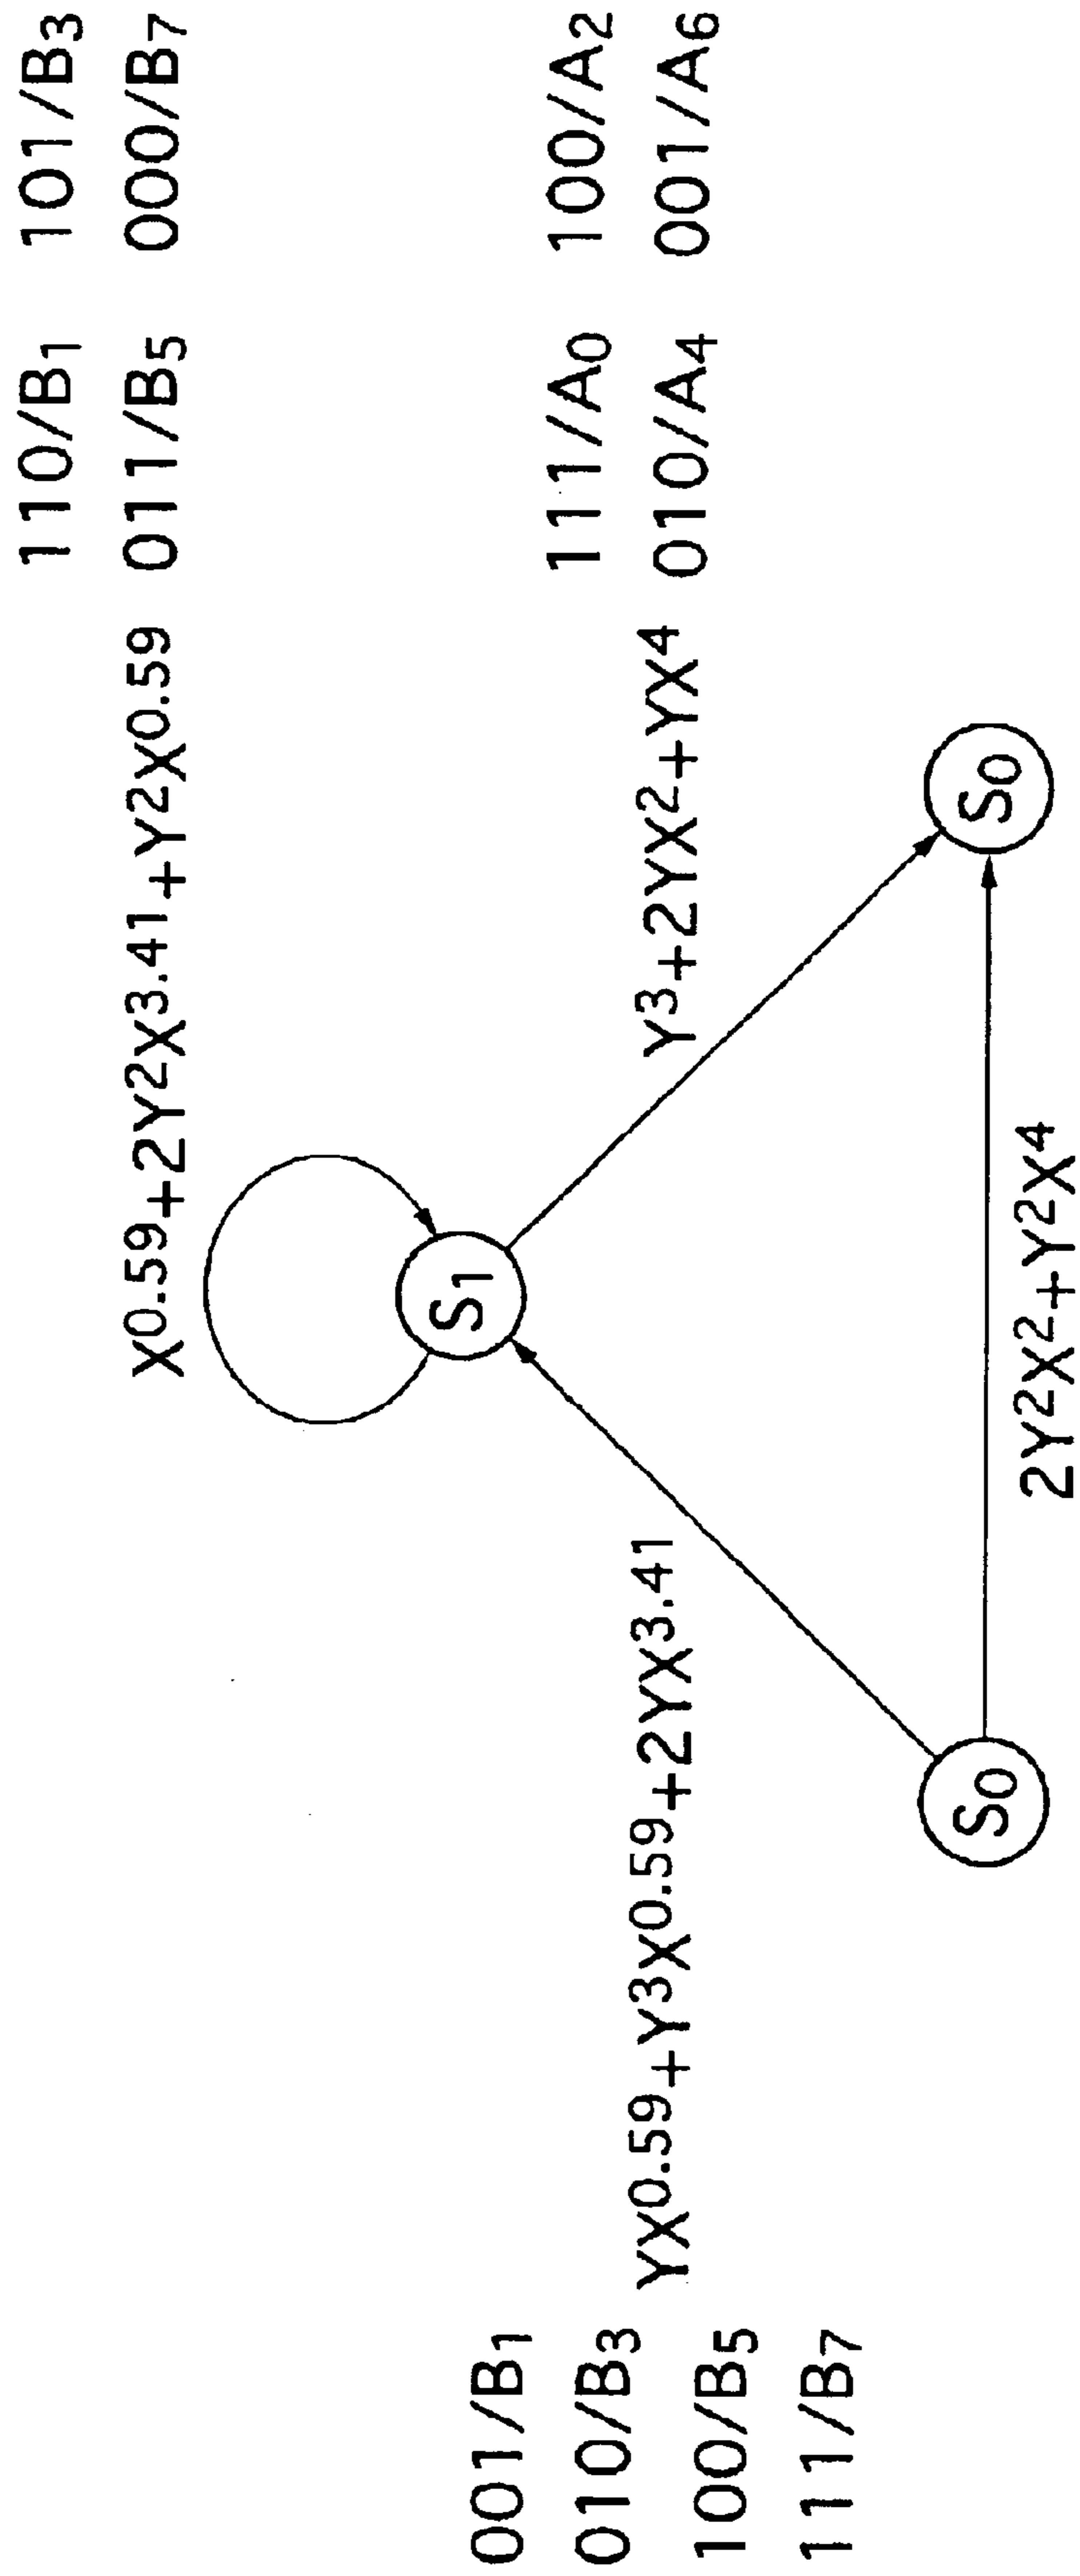 110/B1 101/B3
X0.59+2Y2X3.41+Y2X0.59 011/B5 000/B7
S1
001/B1
010/B3
100/B5
111/B7
YX0.59+Y3X0.59+2YX3.41
111/A0 100/A2
Y3+2YX2+YX4 010/A4 001/A6
S0
S0
2Y2X2+Y2X4